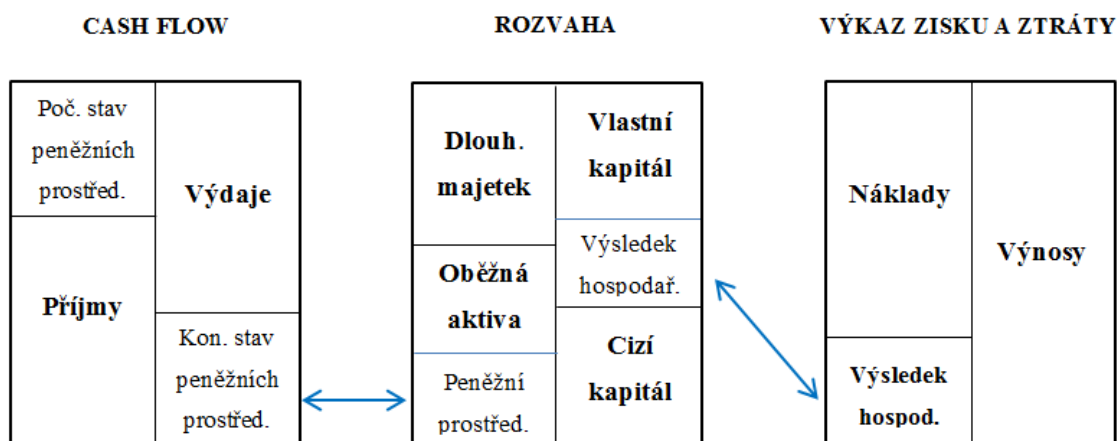 CASH FLOW
Poč. stav
peněžních
prostřed.
Výdaje
Příjmy
Kon. stav
peněžních
prostřed.
ROZVAHA
Dlouh.
majetek
Vlastní
kapitál
Výsledek
hospodař.
Oběžná
aktiva
Cizí
kapitál
Peněžní
prostřed.
VÝKAZ ZISKU A ZTRÁTY
Náklady
Výnosy
Výsledek
hospod.